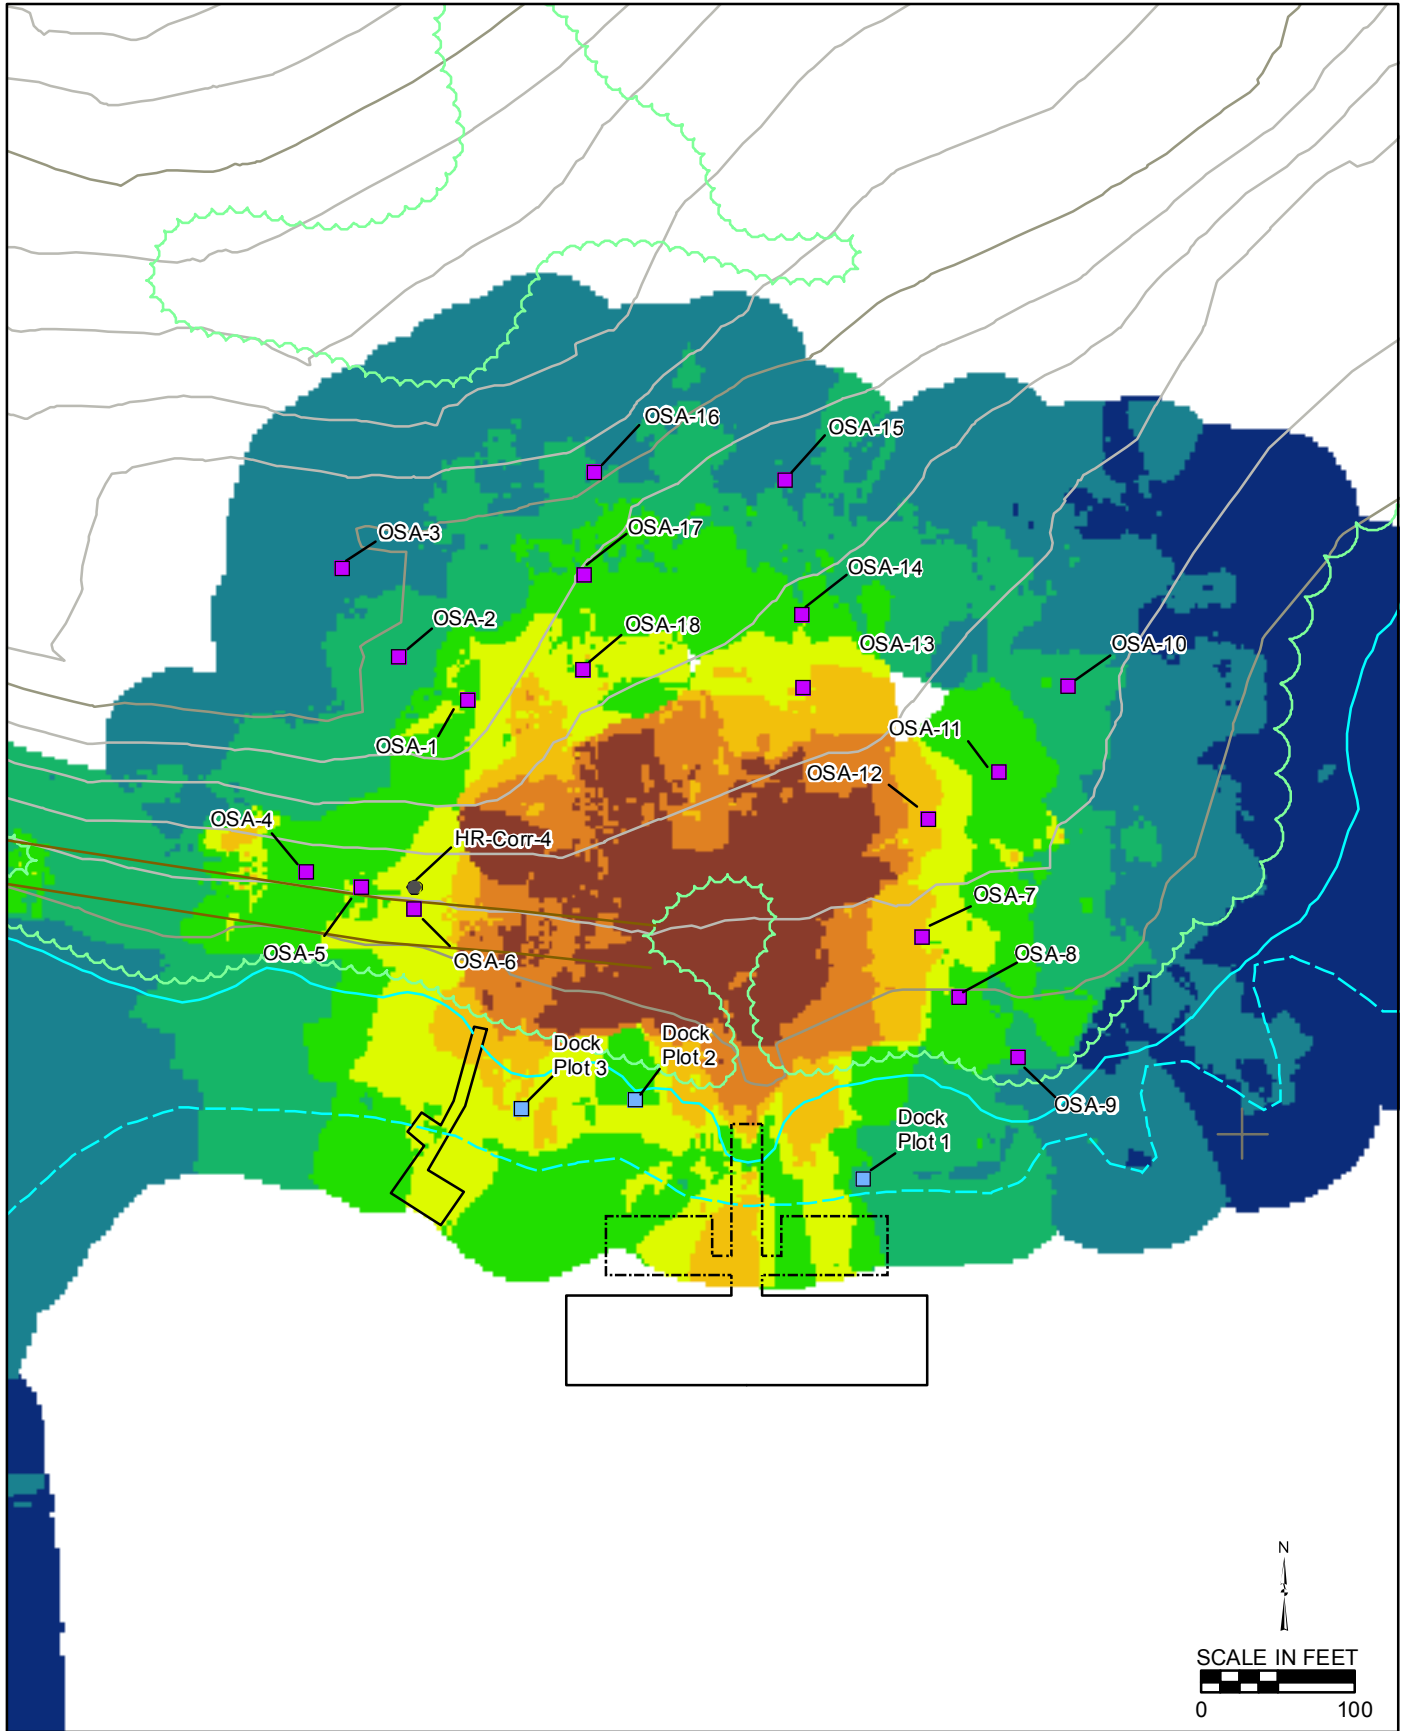 OSA-16
OSA-15
OSA-17
OSA-3
OSA-14
OSA-2
OSA-18
OSA-13
OSA-10
OSA-11
OSA-1
OSA-12
OSA-4
HR-Corr-4
OSA-7
OSA-5
OSA-6
OSA-8
Dock
Plot 2
Dock
Plot 3
OSA-9
Dock
Plot 1
N
SCALE IN FEET
0 100